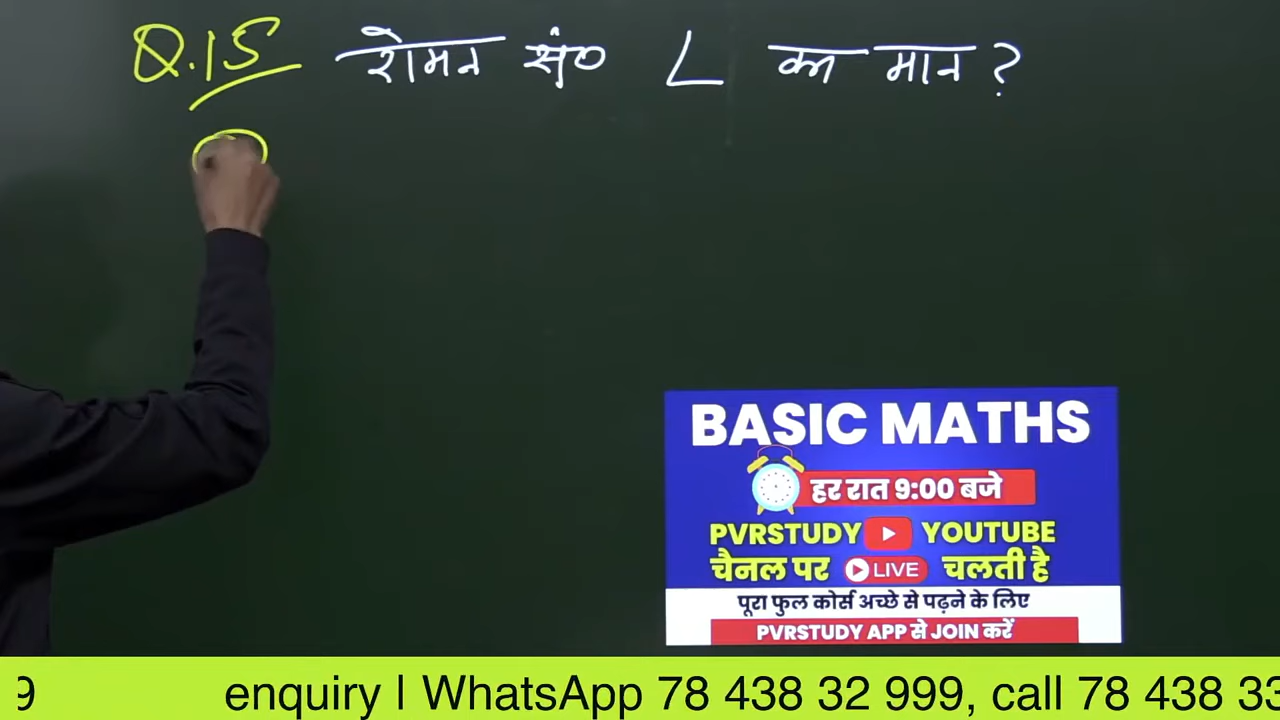 Q.15 रोमन सं० L का मान ?
BASIC MATHS
हर रात 9:00 बजे
PVRSTUDY YOUTUBE
चैनल पर LIVE चलती है
पूरा फुल कोर्स अच्छे से पढ़ने के लिए
PVRSTUDY APP से JOIN करें
9 enquiry | WhatsApp 78 438 32 999, call 78 438 33